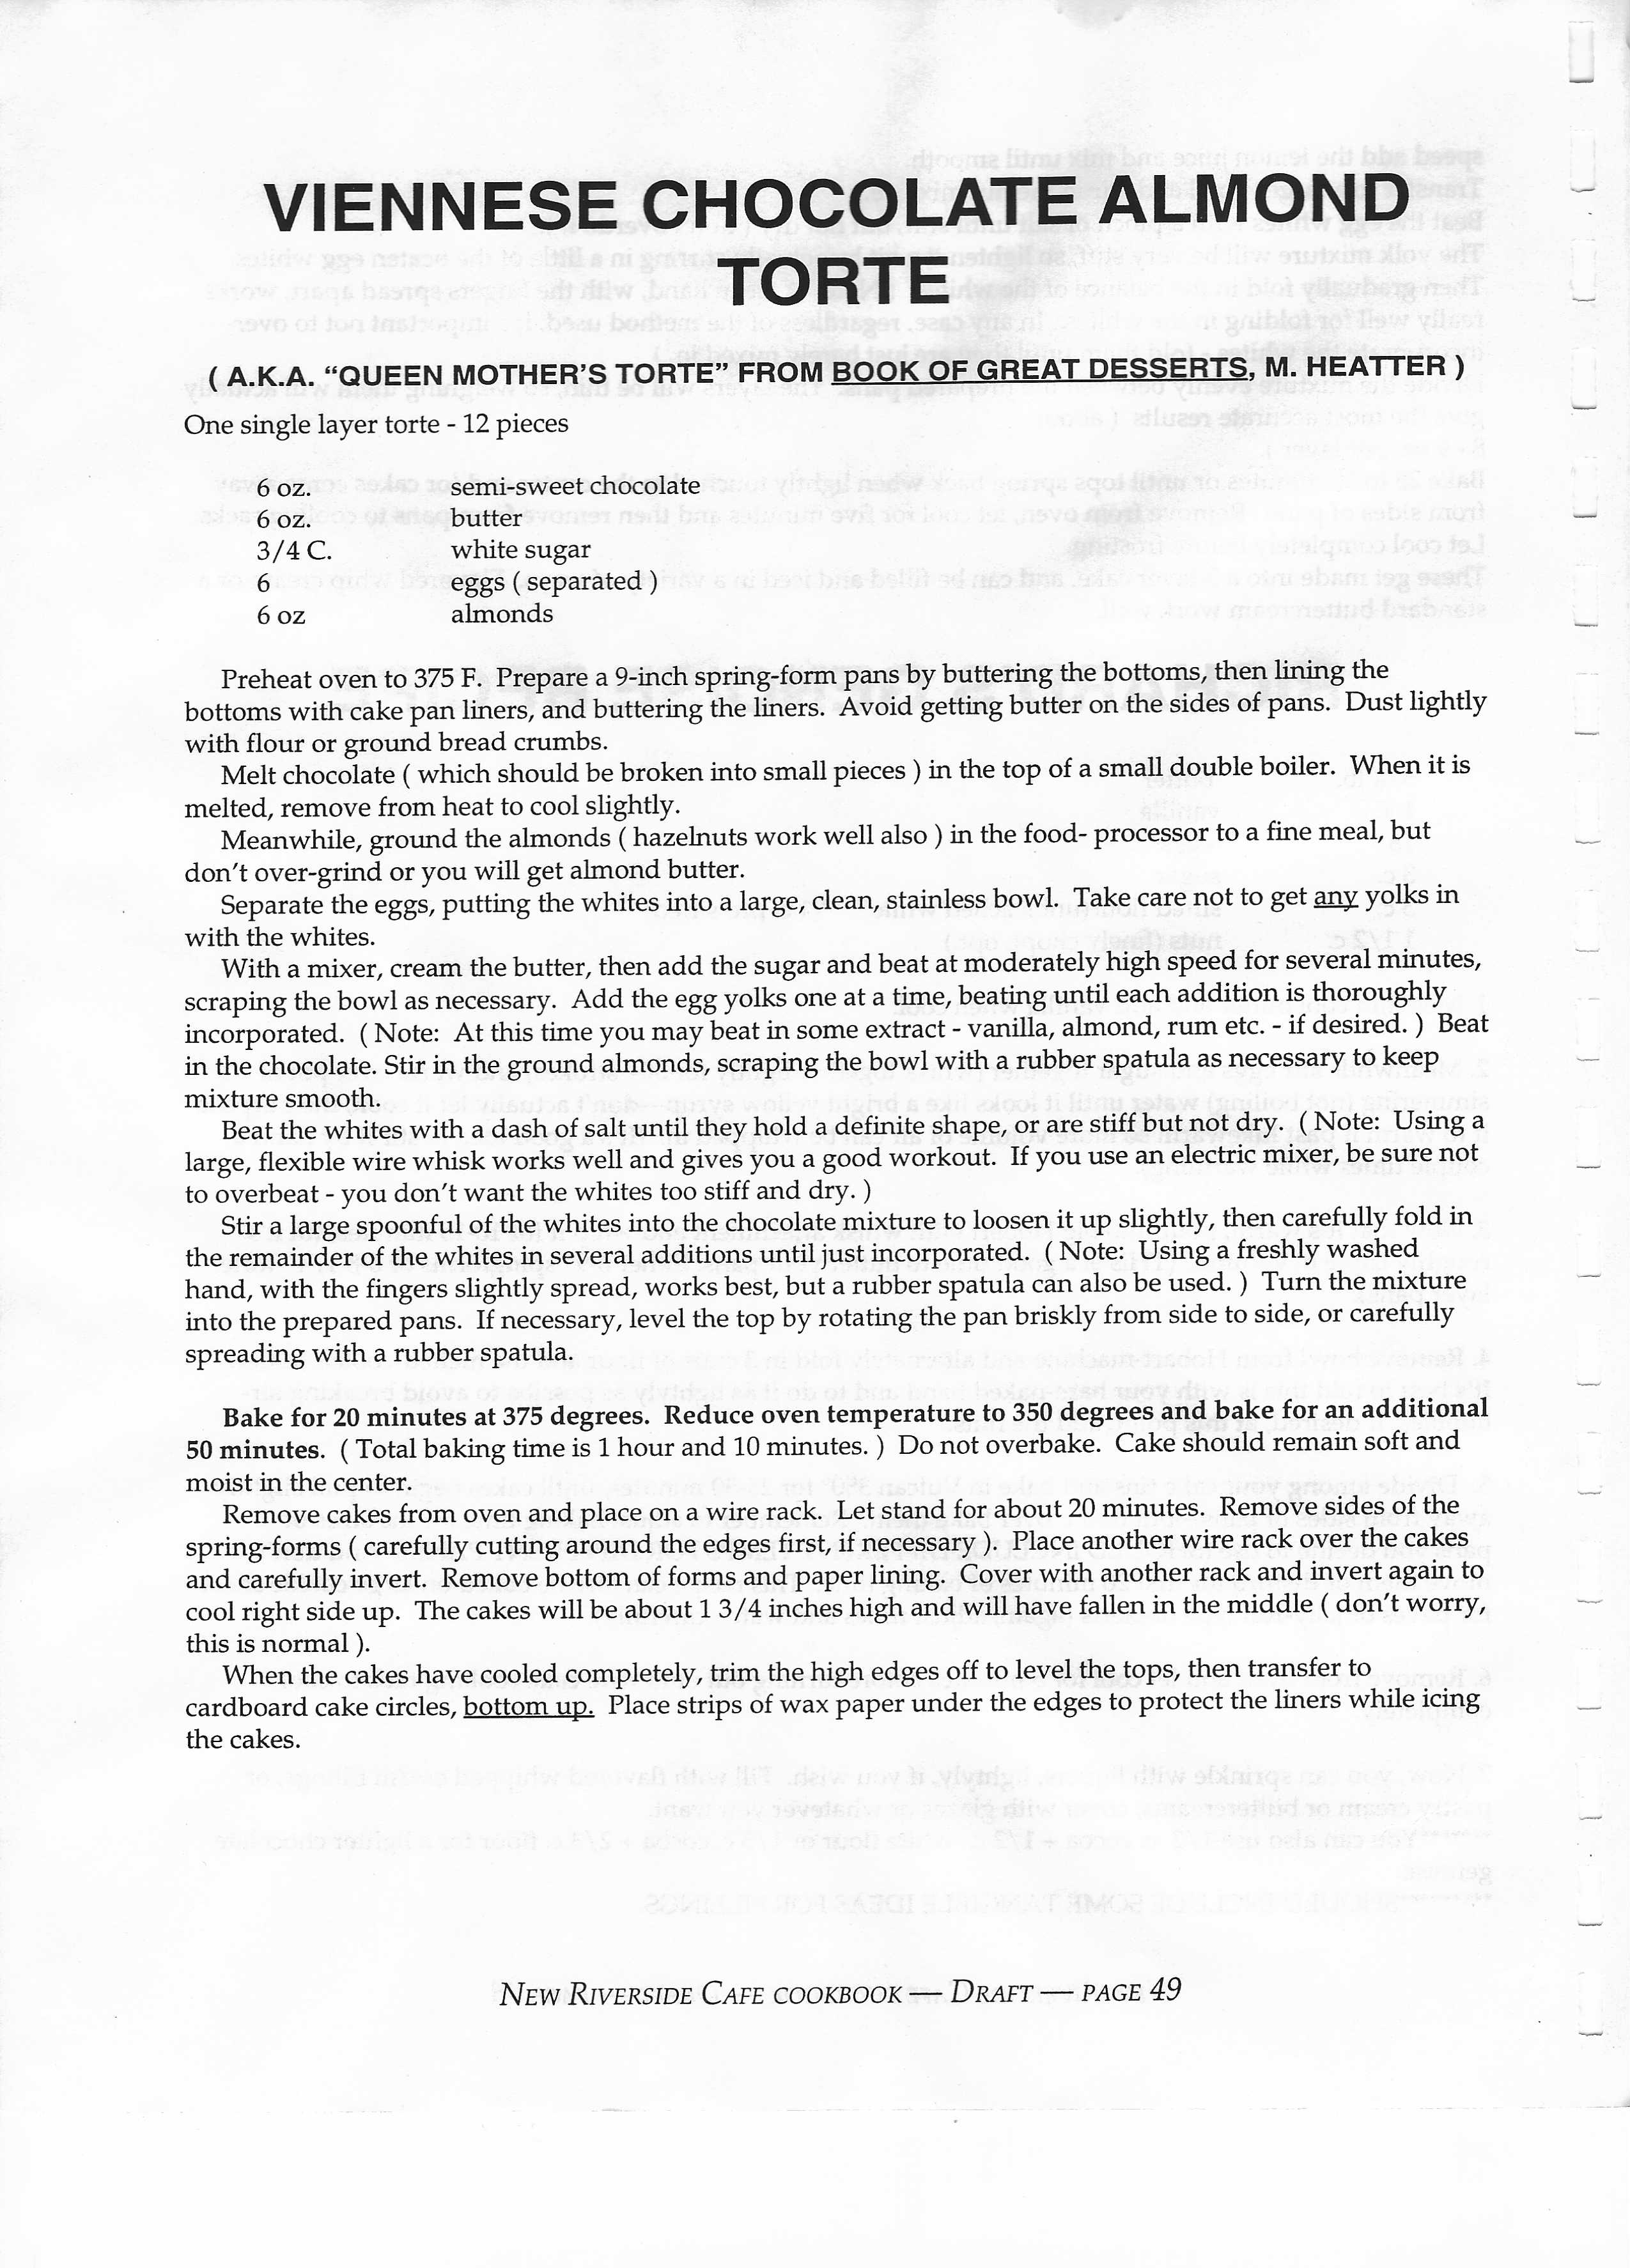 VIENNESE CHOCOLATE ALMOND
TORTE
( A.K.A. “QUEEN MOTHER’S TORTE” FROM BOOK OF GREAT DESSERTS, M. HEATTER )
One single layer torte - 12 pieces
6 oz. semi-sweet chocolate
6 oz. butter
3/4 C. white sugar
6 eggs ( separated )
6 oz almonds
Preheat oven to 375 F. Prepare a 9-inch spring-form pans by buttering the bottoms, then lining the
bottoms with cake pan liners, and buttering the liners. Avoid getting butter on the sides of pans. Dust lightly
with flour or ground bread crumbs.
Melt chocolate ( which should be broken into small pieces ) in the top of a small double boiler. When it is
melted, remove from heat to cool slightly.
Meanwhile, ground the almonds ( hazelnuts work well also ) in the food- processor to a fine meal, but
don’t over-grind or you will get almond butter.
Separate the eggs, putting the whites into a large, clean, stainless bowl. Take care not to get any yolks in
with the whites.
With a mixer, cream the butter, then add the sugar and beat at moderately high speed for several minutes,
scraping the bowl as necessary. Add the egg yolks one at a time, beating until each addition is thoroughly
incorporated. ( Note: At this time you may beat in some extract - vanilla, almond, rum etc. - if desired. ) Beat
in the chocolate. Stir in the ground almonds, scraping the bowl with a rubber spatula as necessary to keep
mixture smooth.
Beat the whites with a dash of salt until they hold a definite shape, or are stiff but not dry. ( Note: Using a
large, flexible wire whisk works well and gives you a good workout. If you use an electric mixer, be sure not
to overbeat - you don’t want the whites too stiff and dry. )
Stir a large spoonful of the whites into the chocolate mixture to loosen it up slightly, then carefully fold in
the remainder of the whites in several additions until just incorporated. ( Note: Using a freshly washed
hand, with the fingers slightly spread, works best, but a rubber spatula can also be used. ) Turn the mixture
into the prepared pans. If necessary, level the top by rotating the pan briskly from side to side, or carefully
spreading with a rubber spatula.
Bake for 20 minutes at 375 degrees. Reduce oven temperature to 350 degrees and bake for an additional
50 minutes. ( Total baking time is 1 hour and 10 minutes. ) Do not overbake. Cake should remain soft and
moist in the center.
Remove cakes from oven and place on a wire rack. Let stand for about 20 minutes. Remove sides of the
spring-forms ( carefully cutting around the edges first, if necessary ). Place another wire rack over the cakes
and carefully invert. Remove bottom of forms and paper lining. Cover with another rack and invert again to
cool right side up. The cakes will be about 1 3/4 inches high and will have fallen in the middle ( don’t worry,
this is normal ).
When the cakes have cooled completely, trim the high edges off to level the tops, then transfer to
cardboard cake circles, bottom up. Place strips of wax paper under the edges to protect the liners while icing
the cakes.
NEW RIVERSIDE CAFE COOKBOOK — DRAFT — PAGE 49